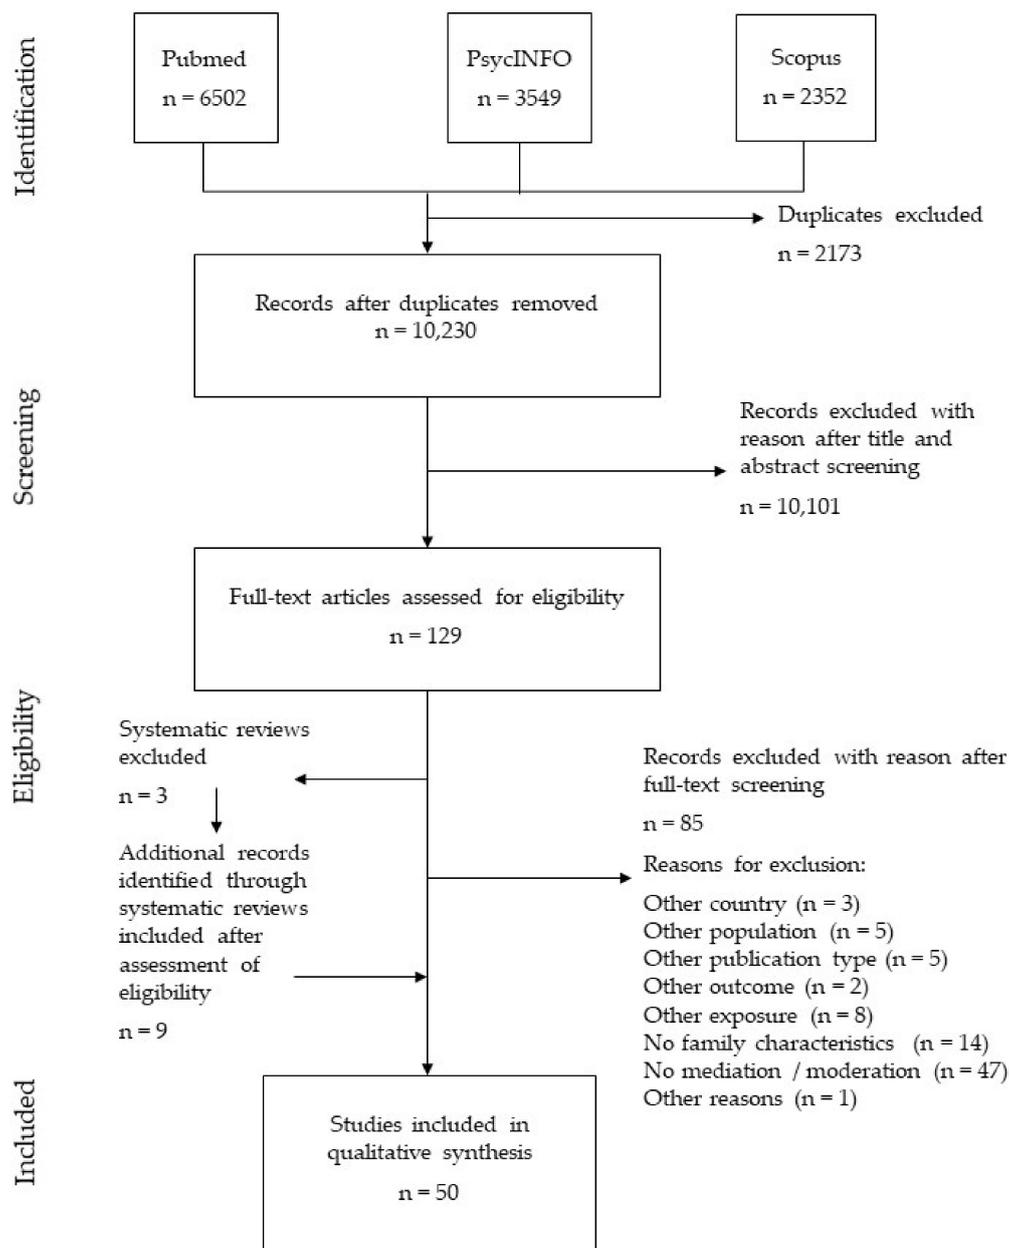 Identification
Pubmed
n = 6502
PsycINFO
n = 3549
Scopus
n = 2352
Duplicates excluded
n = 2173
Records after duplicates removed
n = 10,230
Screening
Records excluded with
reason after title and
abstract screening
n = 10,101
Full-text articles assessed for eligibility
n = 129
Eligibility
Systematic reviews
excluded
n = 3
Additional records
identified through
systematic reviews
included after
assessment of
eligibility
n = 9
Records excluded with reason after
full-text screening
n = 85
Reasons for exclusion:
Other country (n = 3)
Other population (n = 5)
Other publication type (n = 5)
Other outcome (n = 2)
Other exposure (n = 8)
No family characteristics (n = 14)
No mediation / moderation (n = 47)
Other reasons (n = 1)
Included
Studies included in
qualitative synthesis
n = 50